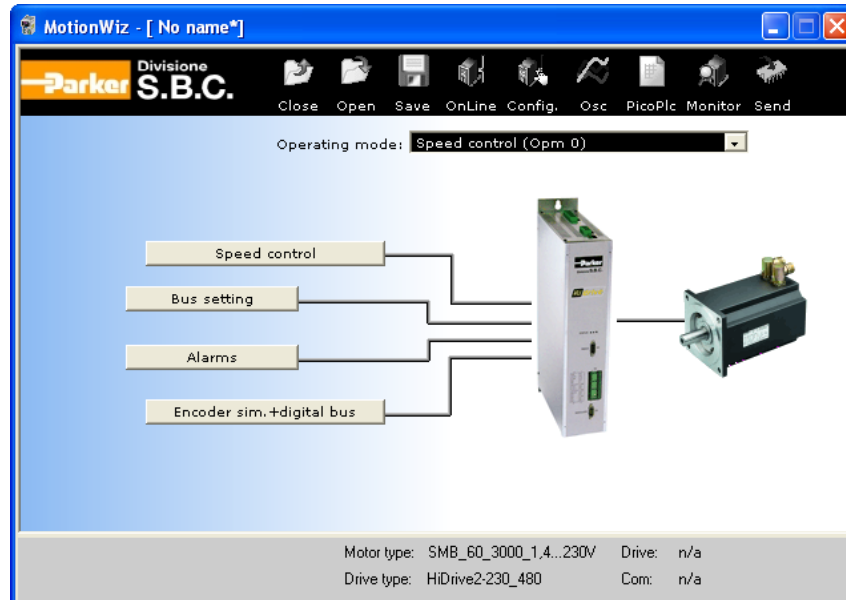 MotionWiz - [ No name*]
Parker Divisione S.B.C.
Close Open Save OnLine Config. Osc PicoPlc Monitor Send
Operating mode: Speed control (Opm 0)
Speed control
Bus setting
Alarms
Encoder sim.+digital bus
Parker
S.B.C.
Motor type: SMB_60_3000_1,4...230V Drive: n/a
Drive type: HiDrive2-230_480 Com: n/a